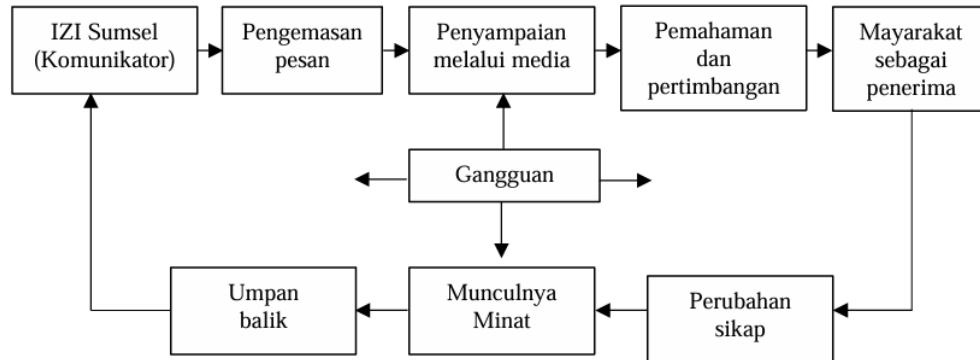 IZI Sumsel
(Komunikator)
Pengemasan
pesan
Penyampaian
melalui media
Pemahaman
dan
pertimbangan
Mayarakat
sebagai
penerima
Gangguan
Umpan
balik
Munculnya
Minat
Perubahan
sikap